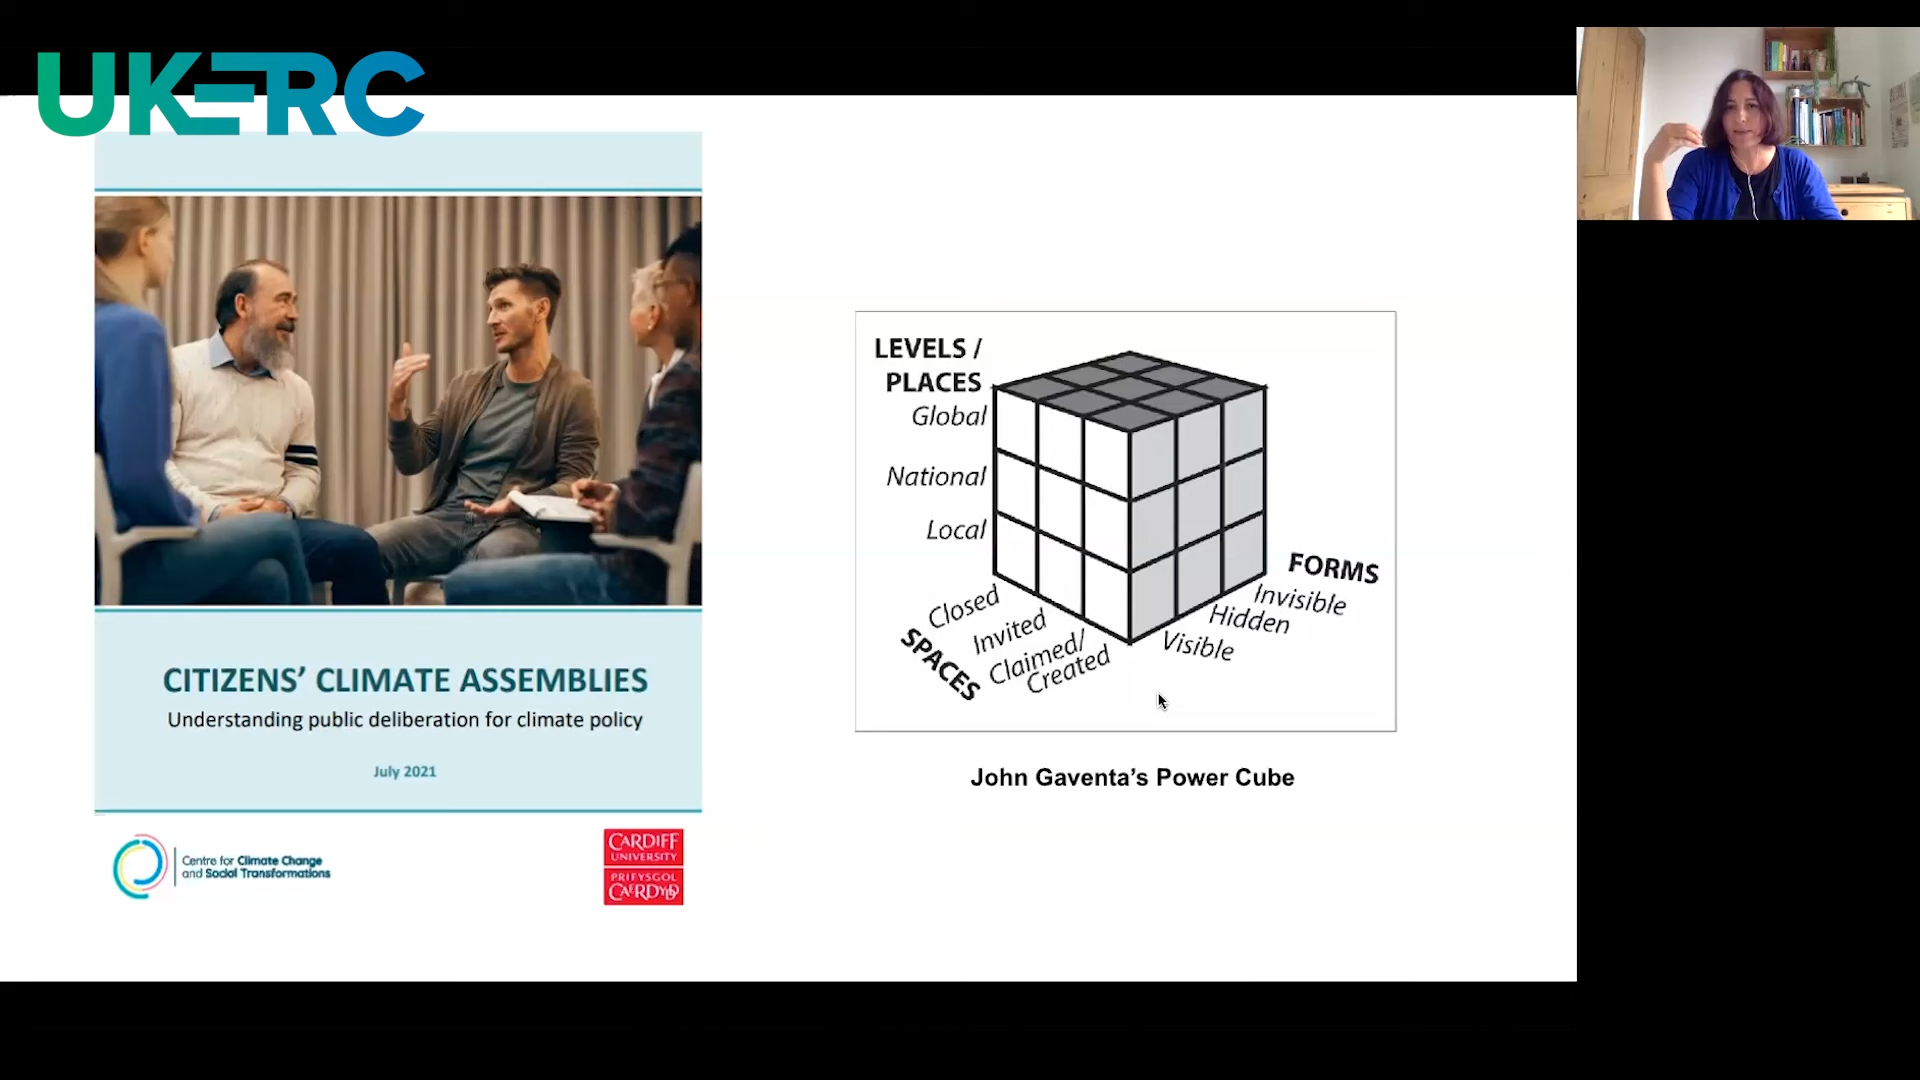 UKERC
CITIZENS’ CLIMATE ASSEMBLIES
Understanding public deliberation for climate policy
July 2021
Centre for Climate Change
and Social Transformations
CARDIFF
UNIVERSITY
PRIFYSGOL
CAERDYDD
LEVELS /
PLACES
Global
National
Local
Closed
Invited
Claimed/
Created
SPACES
FORMS
Invisible
Hidden
Visible
John Gaventa’s Power Cube